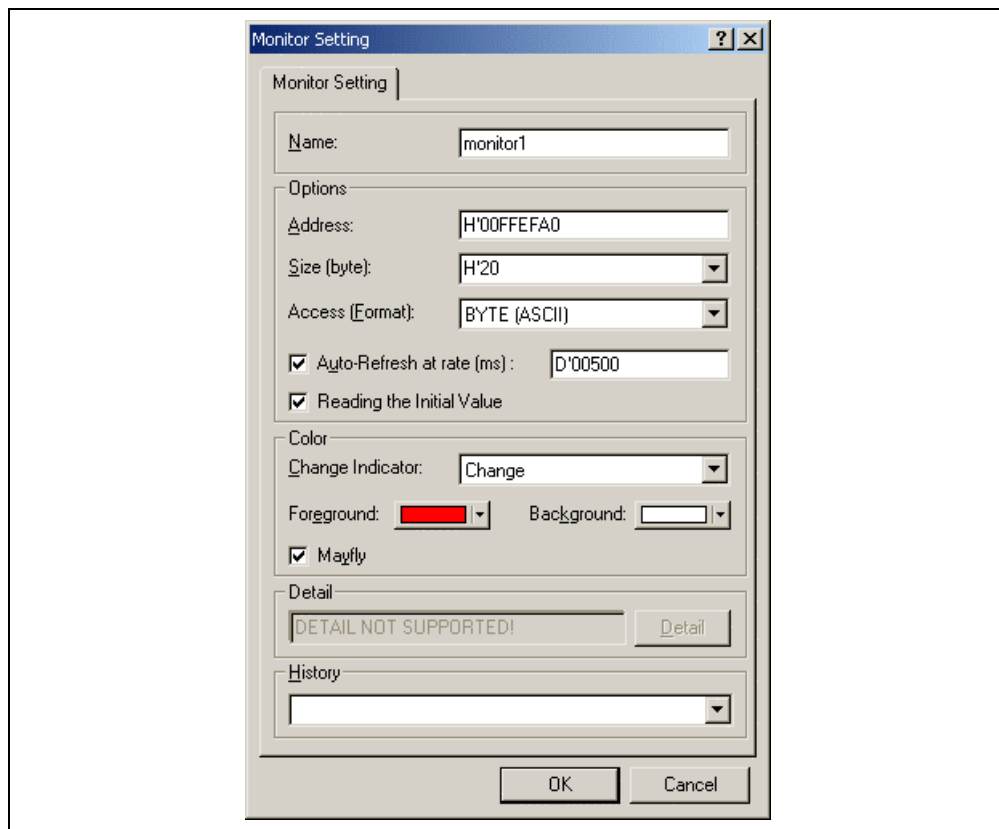 Monitor Setting
Monitor Setting
Name: monitor1
Options
Address: H'00FFEFA0
Size (byte): H'20
Access (Format): BYTE (ASCII)
Auto-Refresh at rate (ms) : D'00500
Reading the Initial Value
Color
Change Indicator: Change
Foreground: Background:
Mayfly
Detail
DETAIL NOT SUPPORTED! Detail
History
OK Cancel